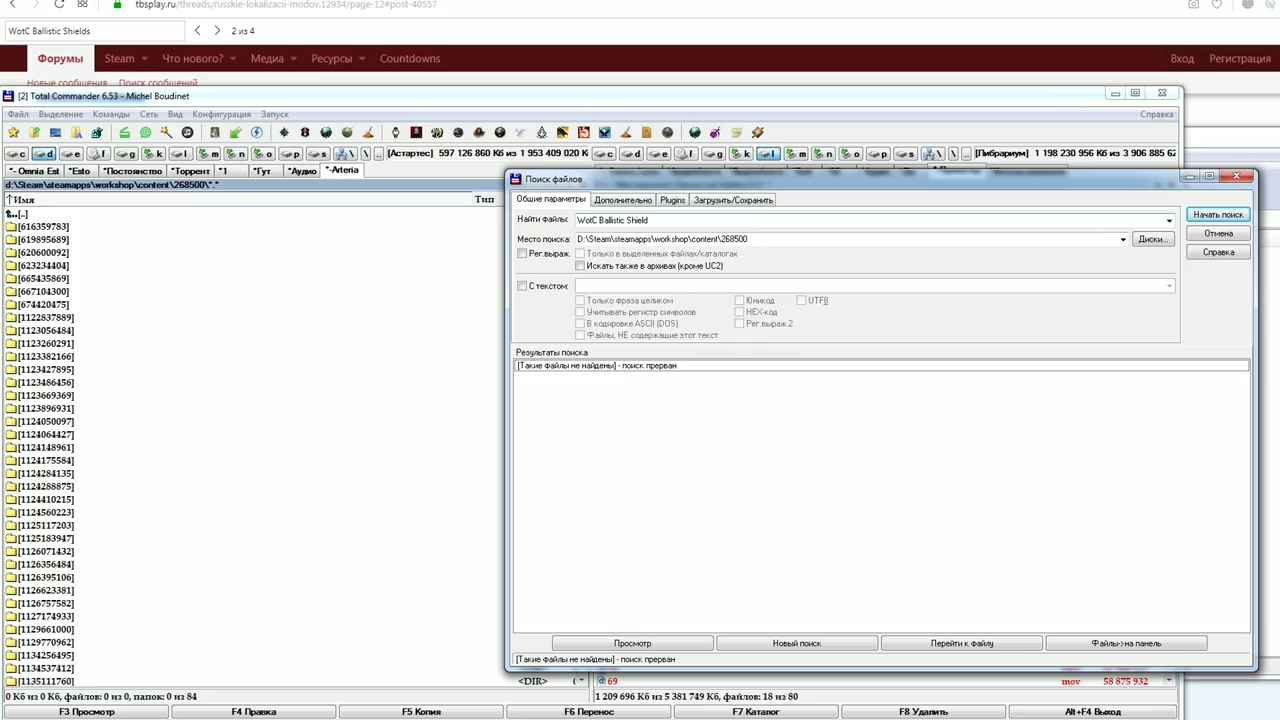 tbsplay.ru/threads/russkie-lokalizacii-modov.12934/page-12#post-40557
WotC Ballistic Shields
2 из 4
Форумы
Steam
Что нового?
Медиа
Ресурсы
Countdowns
Вход
Регистрация
Новые сообщения
Поиск сообщений
[2] Total Commander 6.53 - Michel Boudinet
Файл Выделение Команды Сеть Вид Конфигурация Запуск
Справка
c d e f g k l m n o p s \ \ ..
[Астартес] 597 126 860 Кб из 1 953 409 020 К
c d e f g k l m n o p s \ \ ..
[Либрариум] 1 198 230 956 Кб из 3 906 885 62
*- Omnia Est *Esto *Постоянство *Торрент *1 *Гут *Аудио *-Arteria
d:\Steam\steamapps\workshop\content\268500\*.*
↑Имя
Тип
[..]
[616359783]
[619895689]
[620600092]
[623234404]
[665435869]
[667104300]
[674420475]
[1122837889]
[1123056484]
[1123260291]
[1123382166]
[1123427895]
[1123486456]
[1123669369]
[1123896931]
[1124050097]
[1124064427]
[1124148961]
[1124175584]
[1124284135]
[1124288875]
[1124410215]
[1124560223]
[1125117203]
[1125183947]
[1126071432]
[1126356484]
[1126395106]
[1126623381]
[1126757582]
[1127174933]
[1129661000]
[1129770962]
[1134256495]
[1134537412]
[1135111760]
<DIR>
69
mov
58 875 932
0 Кб из 0 Кб, файлов: 0 из 0, папок: 0 из 84
1 209 696 Кб из 5 381 749 Кб, файлов: 18 из 80
F3 Просмотр
F4 Правка
F5 Копия
F6 Перенос
F7 Каталог
F8 Удалить
Alt+F4 Выход
Поиск файлов
Общие параметры
Дополнительно
Plugins
Загрузить/Сохранить
Найти файлы:
WotC Ballistic Shield
Начать поиск
Место поиска:
D:\Steam\steamapps\workshop\content\268500
Диски...
Отмена
Рег.выраж.
Только в выделенных файлах/каталогах
Справка
Искать также в архивах (кроме UC2)
С текстом:
Только фраза целиком
Юникод
UTF8
Учитывать регистр символов
HEX-код
В кодировке ASCII (DOS)
Рег.выраж.2
Файлы, НЕ содержащие этот текст
Результаты поиска
[Такие файлы не найдены] - поиск прерван
Просмотр
Новый поиск
Перейти к файлу
Файлы->на панель
[Такие файлы не найдены] - поиск прерван